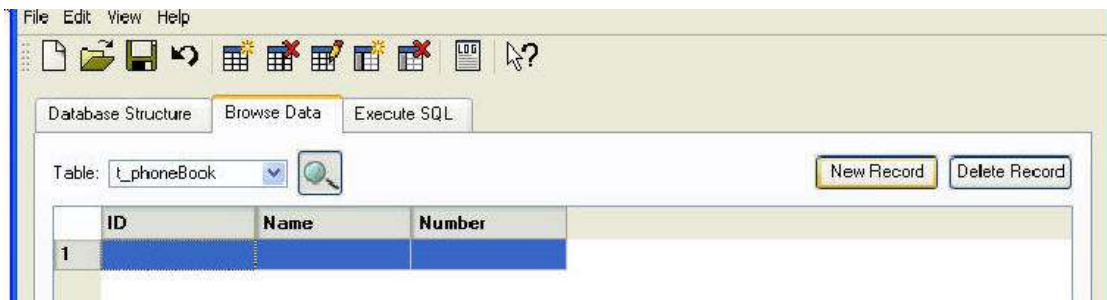 File Edit View Help
LOG
Database Structure Browse Data Execute SQL
Table: t_phoneBook New Record Delete Record
ID Name Number
1